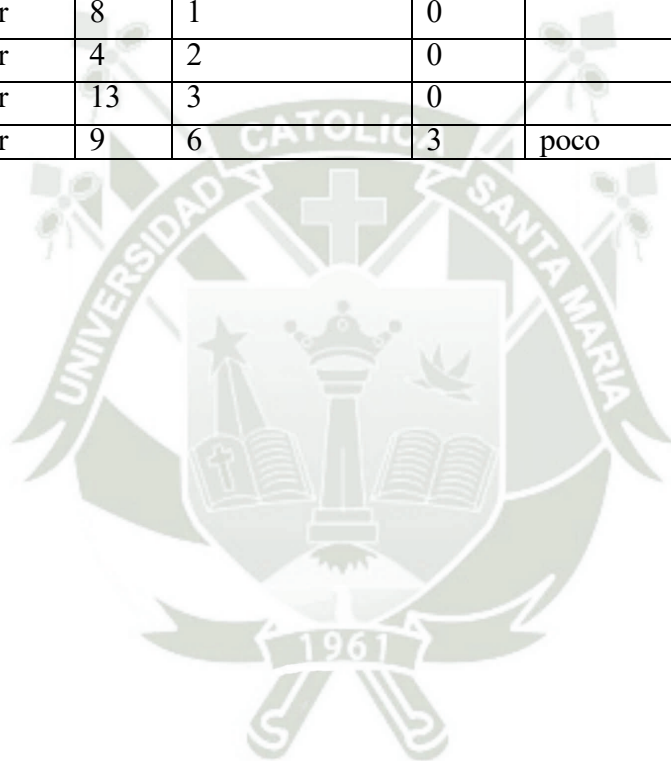 r 8 1 0
r 4 2 0
r 13 3 0
r 9 6 3 poco
UNIVERSIDAD CATOLICA SANTA MARIA
1961